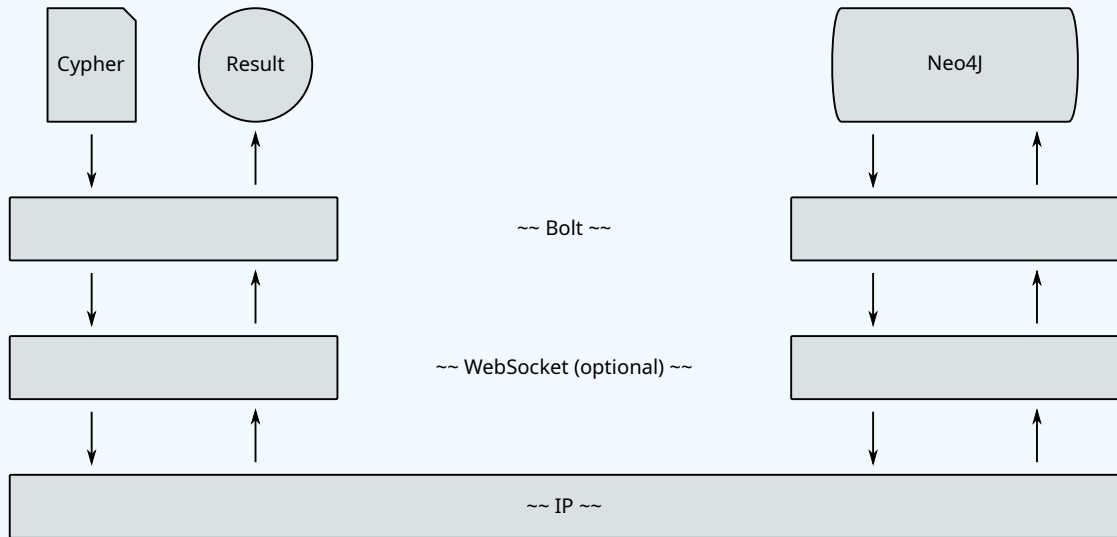 Cypher
Result
Neo4J
~~ Bolt ~~
~~ WebSocket (optional) ~~
~~ IP ~~